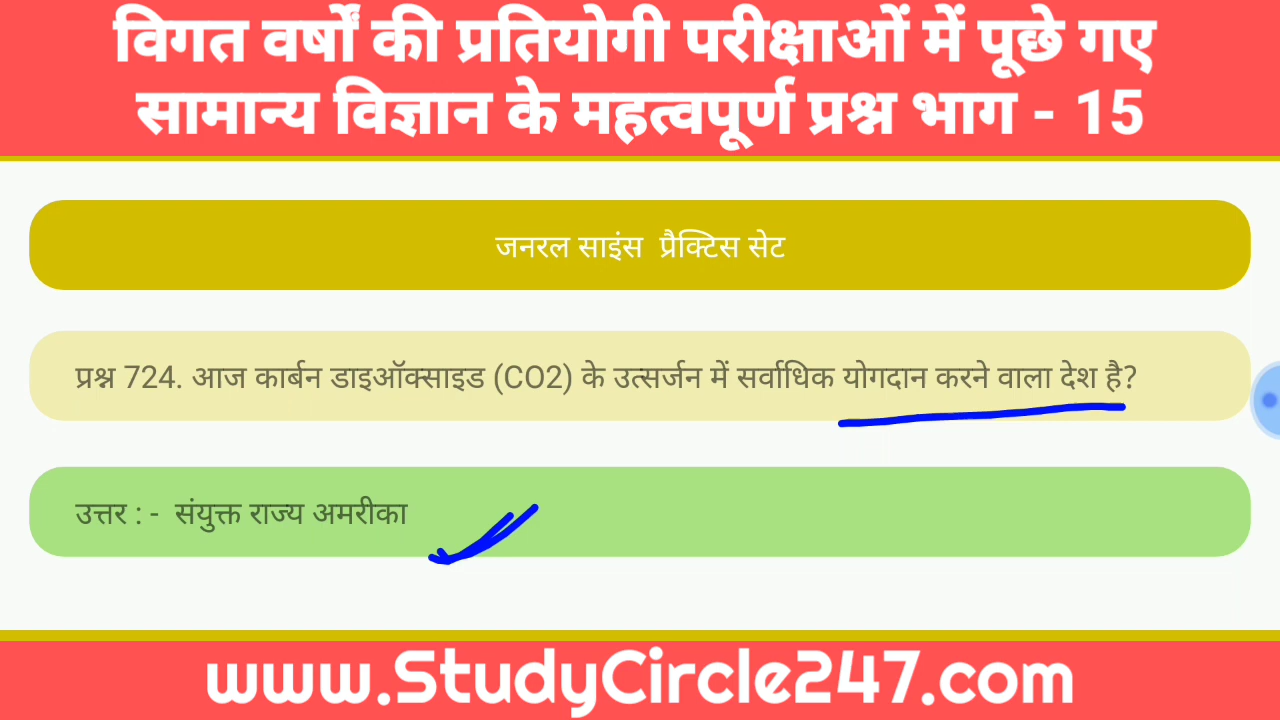 विगत वर्षों की प्रतियोगी परीक्षाओं में पूछे गए
सामान्य विज्ञान के महत्वपूर्ण प्रश्न भाग - 15
जनरल साइंस प्रैक्टिस सेट
प्रश्न 724. आज कार्बन डाइऑक्साइड (CO2) के उत्सर्जन में सर्वाधिक योगदान करने वाला देश है?
उत्तर : - संयुक्त राज्य अमरीका
www.StudyCircle247.com